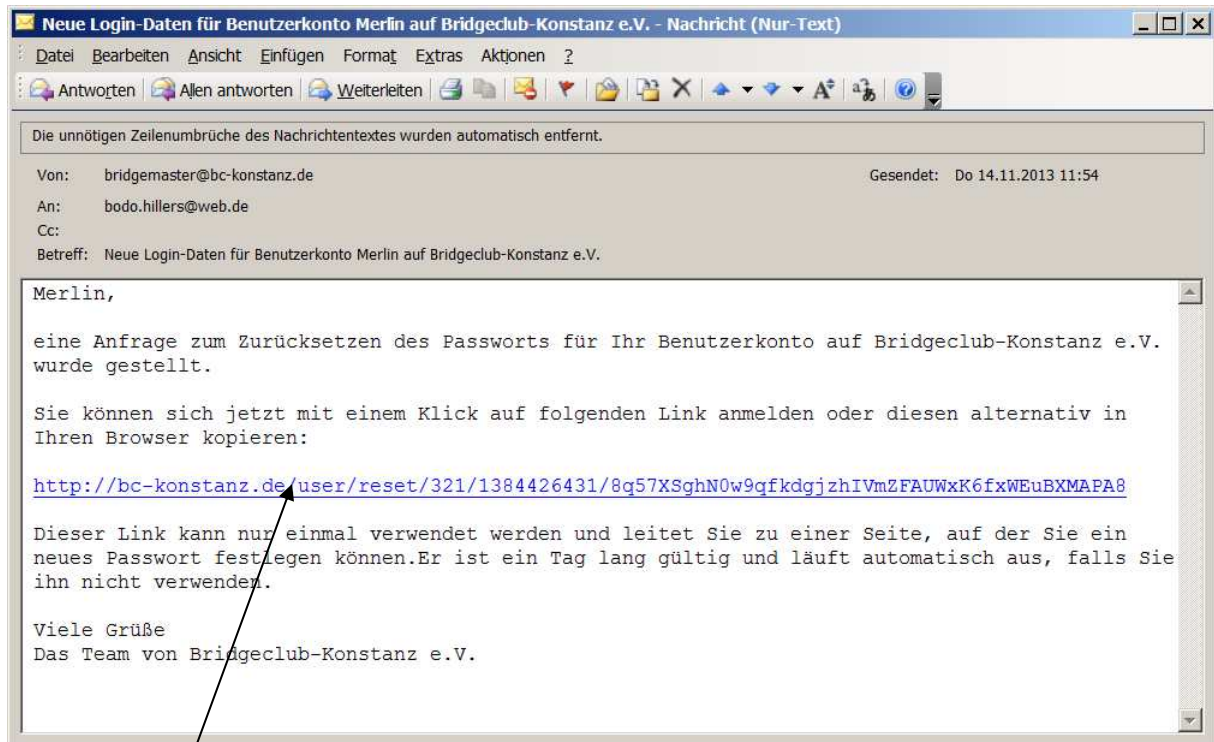 Neue Login-Daten für Benutzerkonto Merlin auf Bridgeclub-Konstanz e.V. - Nachricht (Nur-Text)
Datei Bearbeiten Ansicht Einfügen Format Extras Aktionen ?
Antworten Allen antworten Weiterleiten
Die unnötigen Zeilenumbrüche des Nachrichtentextes wurden automatisch entfernt.
Von: bridgemaster@bc-konstanz.de Gesendet: Do 14.11.2013 11:54
An: bodo.hillers@web.de
Cc:
Betreff: Neue Login-Daten für Benutzerkonto Merlin auf Bridgeclub-Konstanz e.V.
Merlin,
eine Anfrage zum Zurücksetzen des Passworts für Ihr Benutzerkonto auf Bridgeclub-Konstanz e.V.
wurde gestellt.
Sie können sich jetzt mit einem Klick auf folgenden Link anmelden oder diesen alternativ in
Ihren Browser kopieren:
http://bc-konstanz.de/user/reset/321/1384426431/8q57XSghN0w9qfkdgjzhIVmZFAUWxK6fxWEuBXMAPA8
Dieser Link kann nur einmal verwendet werden und leitet Sie zu einer Seite, auf der Sie ein
neues Passwort festlegen können.Er ist ein Tag lang gültig und läuft automatisch aus, falls Sie
ihn nicht verwenden.
Viele Grüße
Das Team von Bridgeclub-Konstanz e.V.